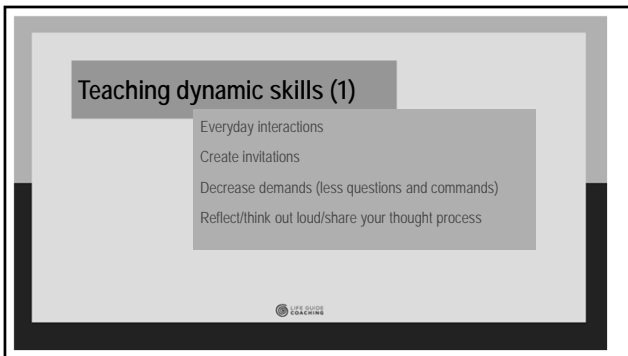 Teaching dynamic skills (1)
Everyday interactions
Create invitations
Decrease demands (less questions and commands)
Reflect/think out loud/share your thought process
LIFE GUIDE
COACHING